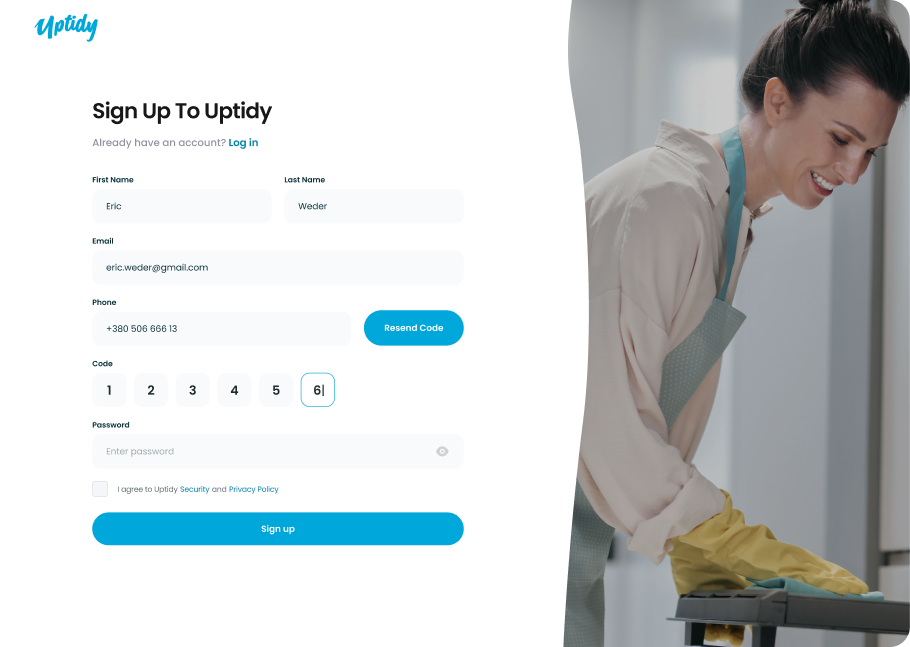 Uptidy
Sign Up To Uptidy
Already have an account? Log in
First Name
Last Name
Eric
Weder
Email
eric.weder@gmail.com
Phone
+380 506 666 13
Resend Code
Code
1 2 3 4 5 6|
Password
Enter password
I agree to Uptidy Security and Privacy Policy
Sign up